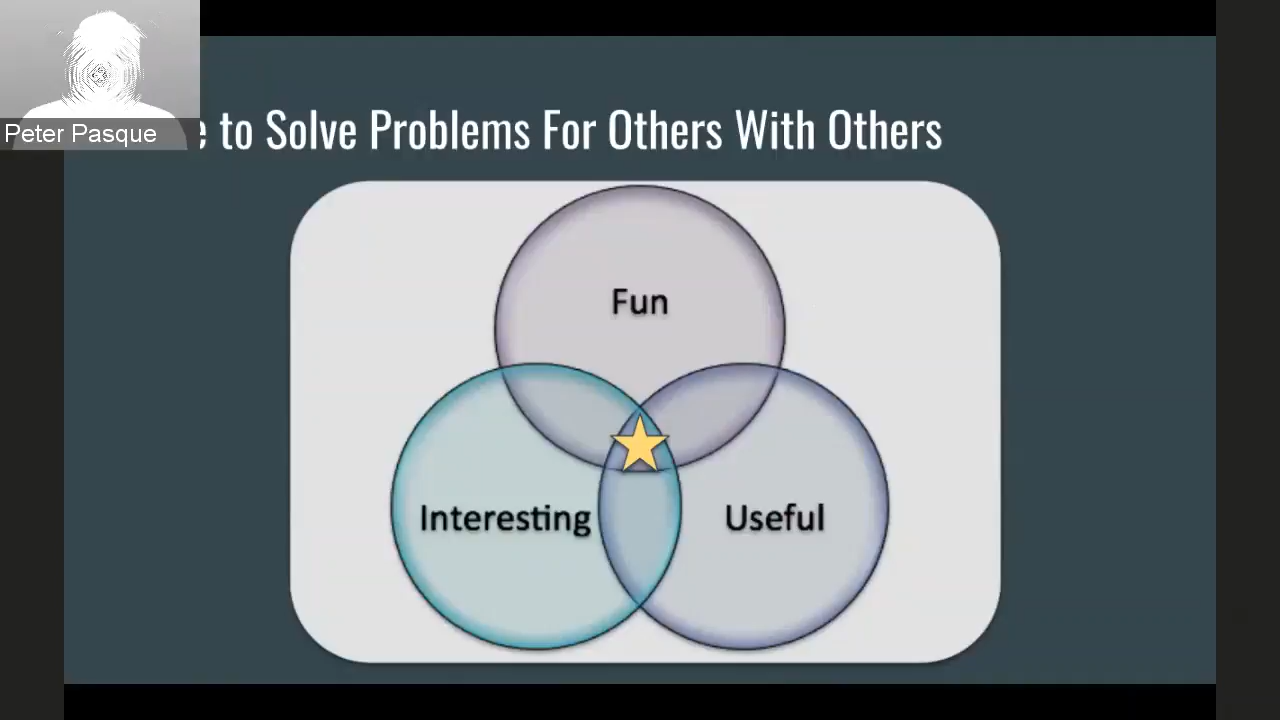 Peter Pasque
to Solve Problems For Others With Others
Fun
Interesting
Useful